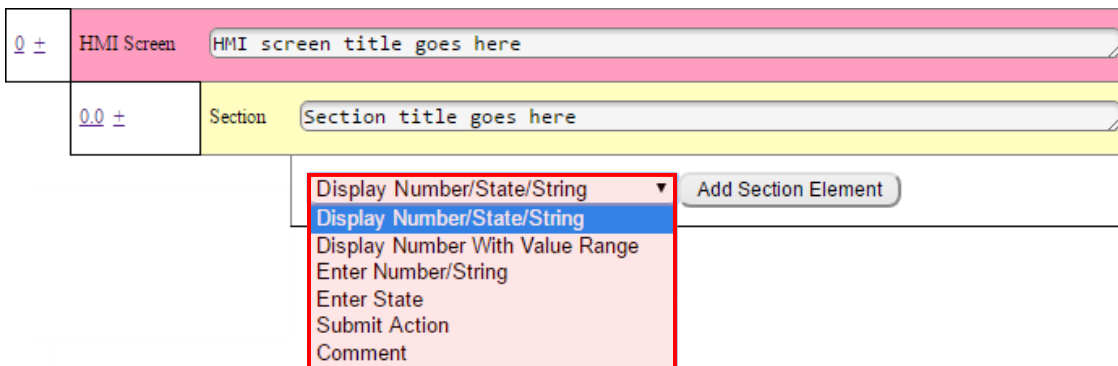 0 ± HMI Screen HMI screen title goes here
0.0 ± Section Section title goes here
Display Number/State/String Add Section Element
Display Number/State/String
Display Number With Value Range
Enter Number/String
Enter State
Submit Action
Comment